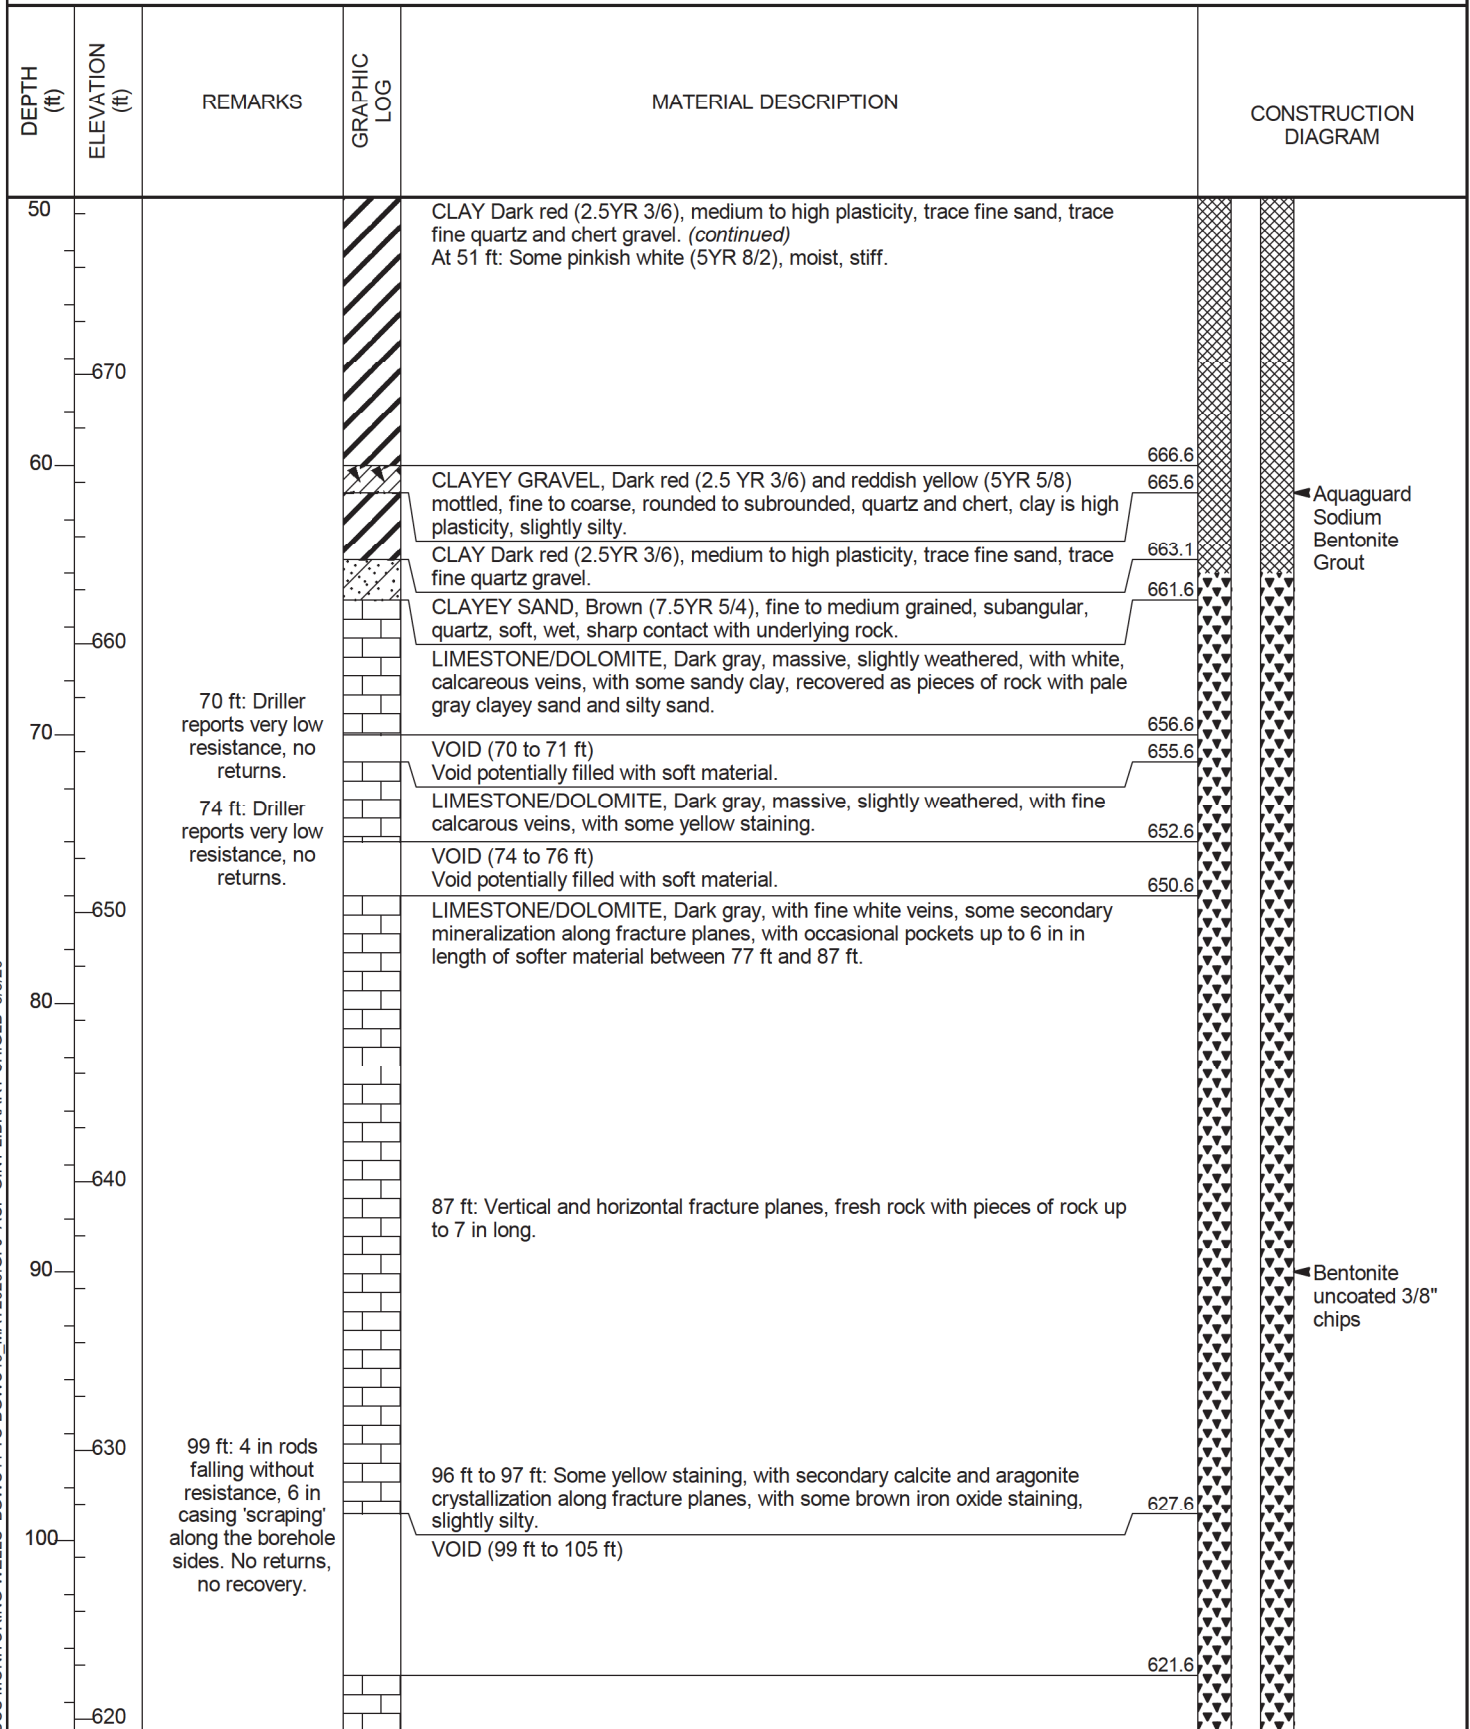 DEPTH
(ft)
ELEVATION
(ft)
REMARKS
GRAPHIC
LOG
MATERIAL DESCRIPTION
CONSTRUCTION
DIAGRAM
50
CLAY Dark red (2.5YR 3/6), medium to high plasticity, trace fine sand, trace
fine quartz and chert gravel. (continued)
At 51 ft: Some pinkish white (5YR 8/2), moist, stiff.
670
666.6
60
CLAYEY GRAVEL, Dark red (2.5 YR 3/6) and reddish yellow (5YR 5/8)
mottled, fine to coarse, rounded to subrounded, quartz and chert, clay is high
plasticity, slightly silty.
665.6
Aquaguard
Sodium
Bentonite
Grout
663.1
CLAY Dark red (2.5YR 3/6), medium to high plasticity, trace fine sand, trace
fine quartz gravel.
661.6
CLAYEY SAND, Brown (7.5YR 5/4), fine to medium grained, subangular,
quartz, soft, wet, sharp contact with underlying rock.
660
LIMESTONE/DOLOMITE, Dark gray, massive, slightly weathered, with white,
calcareous veins, with some sandy clay, recovered as pieces of rock with pale
gray clayey sand and silty sand.
70 ft: Driller
reports very low
resistance, no
returns.
656.6
70
VOID (70 to 71 ft)
Void potentially filled with soft material.
655.6
74 ft: Driller
reports very low
resistance, no
returns.
LIMESTONE/DOLOMITE, Dark gray, massive, slightly weathered, with fine
calcarous veins, with some yellow staining.
652.6
VOID (74 to 76 ft)
Void potentially filled with soft material.
650.6
650
LIMESTONE/DOLOMITE, Dark gray, with fine white veins, some secondary
mineralization along fracture planes, with occasional pockets up to 6 in in
length of softer material between 77 ft and 87 ft.
80
640
87 ft: Vertical and horizontal fracture planes, fresh rock with pieces of rock up
to 7 in long.
90
Bentonite
uncoated 3/8"
chips
630
99 ft: 4 in rods
falling without
resistance, 6 in
casing 'scraping'
along the borehole
sides. No returns,
no recovery.
96 ft to 97 ft: Some yellow staining, with secondary calcite and aragonite
crystallization along fracture planes, with some brown iron oxide staining,
slightly silty.
627.6
100
VOID (99 ft to 105 ft)
621.6
620